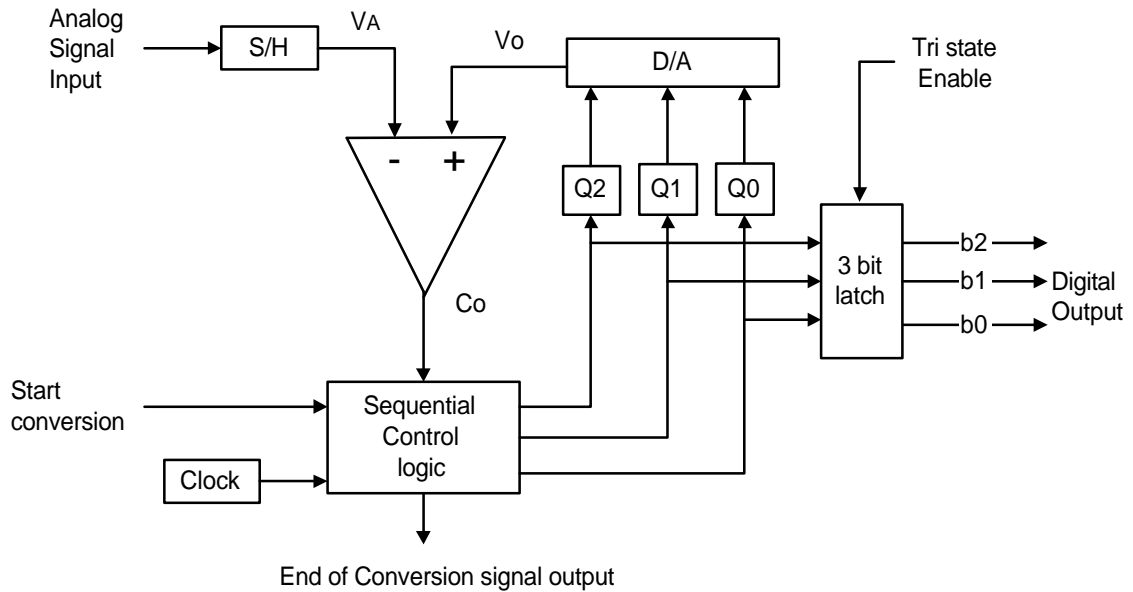 Analog
Signal
Input
S/H
VA
Vo
D/A
Tri state
Enable
- +
Q2
Q1
Q0
3 bit
latch
b2
b1
b0
Digital
Output
Co
Start
conversion
Sequential
Control
logic
Clock
End of Conversion signal output